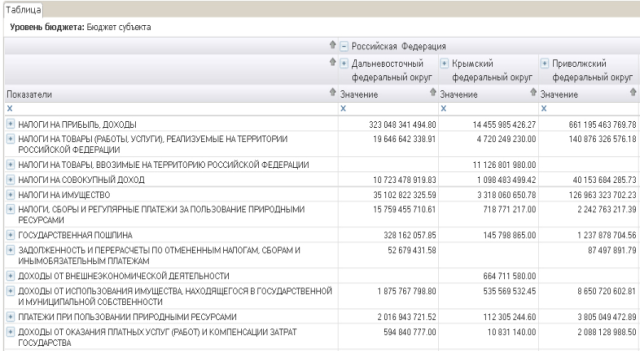 Таблица
Уровень бюджета: Бюджет субъекта
Российская Федерация
Дальневосточный федеральный округ
Крымский федеральный округ
Приволжский федеральный округ
Показатели Значение Значение Значение
x x x x
НАЛОГИ НА ПРИБЫЛЬ, ДОХОДЫ 323 048 341 494.80 14 455 985 426.27 661 195 463 769.78
НАЛОГИ НА ТОВАРЫ (РАБОТЫ, УСЛУГИ), РЕАЛИЗУЕМЫЕ НА ТЕРРИТОРИИ 19 646 642 338.91 4 720 249 230.00 140 876 326 576.18
РОССИЙСКОЙ ФЕДЕРАЦИИ
НАЛОГИ НА ТОВАРЫ, ВВОЗИМЫЕ НА ТЕРРИТОРИЮ РОССИЙСКОЙ ФЕДЕРАЦИИ 11 126 801 980.00
НАЛОГИ НА СОВОКУПНЫЙ ДОХОД 10 723 478 919.83 1 098 483 499.42 40 153 684 285.73
НАЛОГИ НА ИМУЩЕСТВО 35 102 822 325.59 3 318 060 650.78 126 963 323 702.23
НАЛОГИ, СБОРЫ И РЕГУЛЯРНЫЕ ПЛАТЕЖИ ЗА ПОЛЬЗОВАНИЕ ПРИРОДНЫМИ 15 759 455 710.61 718 771 217.00 2 242 763 217.39
РЕСУРСАМИ
ГОСУДАРСТВЕННАЯ ПОШЛИНА 328 162 057.85 145 798 865.00 1 237 878 704.56
ЗАДОЛЖЕННОСТЬ И ПЕРЕРАСЧЕТЫ ПО ОТМЕНЕННЫМ НАЛОГАМ, СБОРАМ И 52 679 431.58 87 497 891.79
ИНЫМОБЯЗАТЕЛЬНЫМ ПЛАТЕЖАМ
ДОХОДЫ ОТ ВНЕШНЕЭКОНОМИЧЕСКОЙ ДЕЯТЕЛЬНОСТИ 664 711 580.00
ДОХОДЫ ОТ ИСПОЛЬЗОВАНИЯ ИМУЩЕСТВА, НАХОДЯЩЕГОСЯ В ГОСУДАРСТВЕННОЙ 1 875 767 798.80 535 569 532.45 8 650 720 602.81
И МУНИЦИПАЛЬНОЙ СОБСТВЕННОСТИ
ПЛАТЕЖИ ПРИ ПОЛЬЗОВАНИИ ПРИРОДНЫМИ РЕСУРСАМИ 2 016 943 721.52 112 305 244.60 3 805 049 472.89
ДОХОДЫ ОТ ОКАЗАНИЯ ПЛАТНЫХ УСЛУГ (РАБОТ) И КОМПЕНСАЦИИ ЗАТРАТ 594 840 777.00 10 831 140.00 2 088 128 988.50
ГОСУДАРСТВА